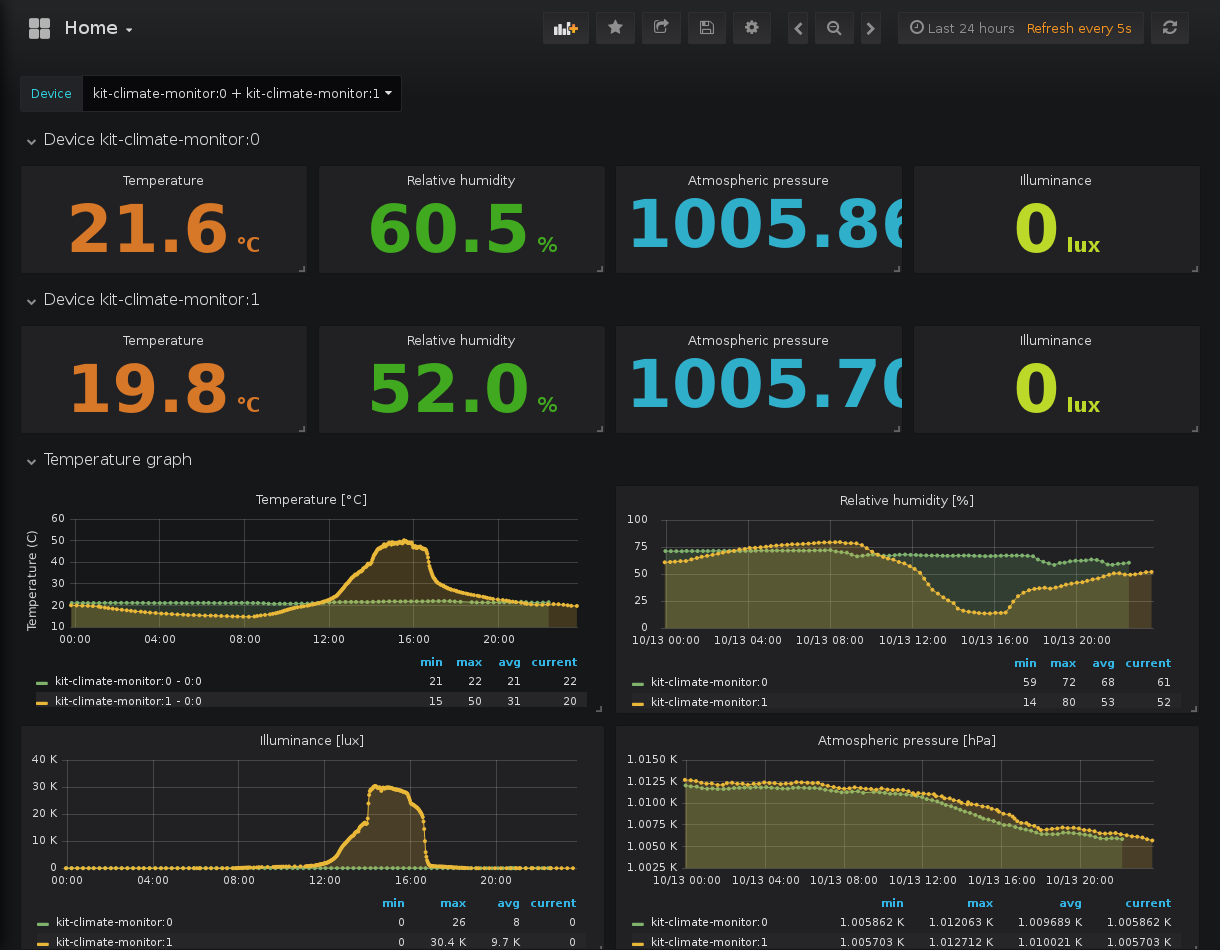 Home
Last 24 hours Refresh every 5s
Device kit-climate-monitor:0 + kit-climate-monitor:1
Device kit-climate-monitor:0
Temperature Relative humidity Atmospheric pressure Illuminance
21.6 °C 60.5 % 1005.86 0 lux
Device kit-climate-monitor:1
Temperature Relative humidity Atmospheric pressure Illuminance
19.8 °C 52.0 % 1005.70 0 lux
Temperature graph
Temperature [°C]
Temperature (C)
60
50
40
30
20
10
00:00 04:00 08:00 12:00 16:00 20:00
min max avg current
kit-climate-monitor:0 - 0:0 21 22 21 22
kit-climate-monitor:1 - 0:0 15 50 31 20
Relative humidity [%]
100
75
50
25
0
10/13 00:00 10/13 04:00 10/13 08:00 10/13 12:00 10/13 16:00 10/13 20:00
min max avg current
kit-climate-monitor:0 59 72 68 61
kit-climate-monitor:1 14 80 53 52
Illuminance [lux]
40 K
30 K
20 K
10 K
0
00:00 04:00 08:00 12:00 16:00 20:00
min max avg current
kit-climate-monitor:0 0 26 8 0
kit-climate-monitor:1 0 30.4 K 9.7 K 0
Atmospheric pressure [hPa]
1.0150 K
1.0125 K
1.0100 K
1.0075 K
1.0050 K
1.0025 K
10/13 00:00 10/13 04:00 10/13 08:00 10/13 12:00 10/13 16:00 10/13 20:00
min max avg current
kit-climate-monitor:0 1.005862 K 1.012063 K 1.009689 K 1.005862 K
kit-climate-monitor:1 1.005703 K 1.012712 K 1.010021 K 1.005703 K